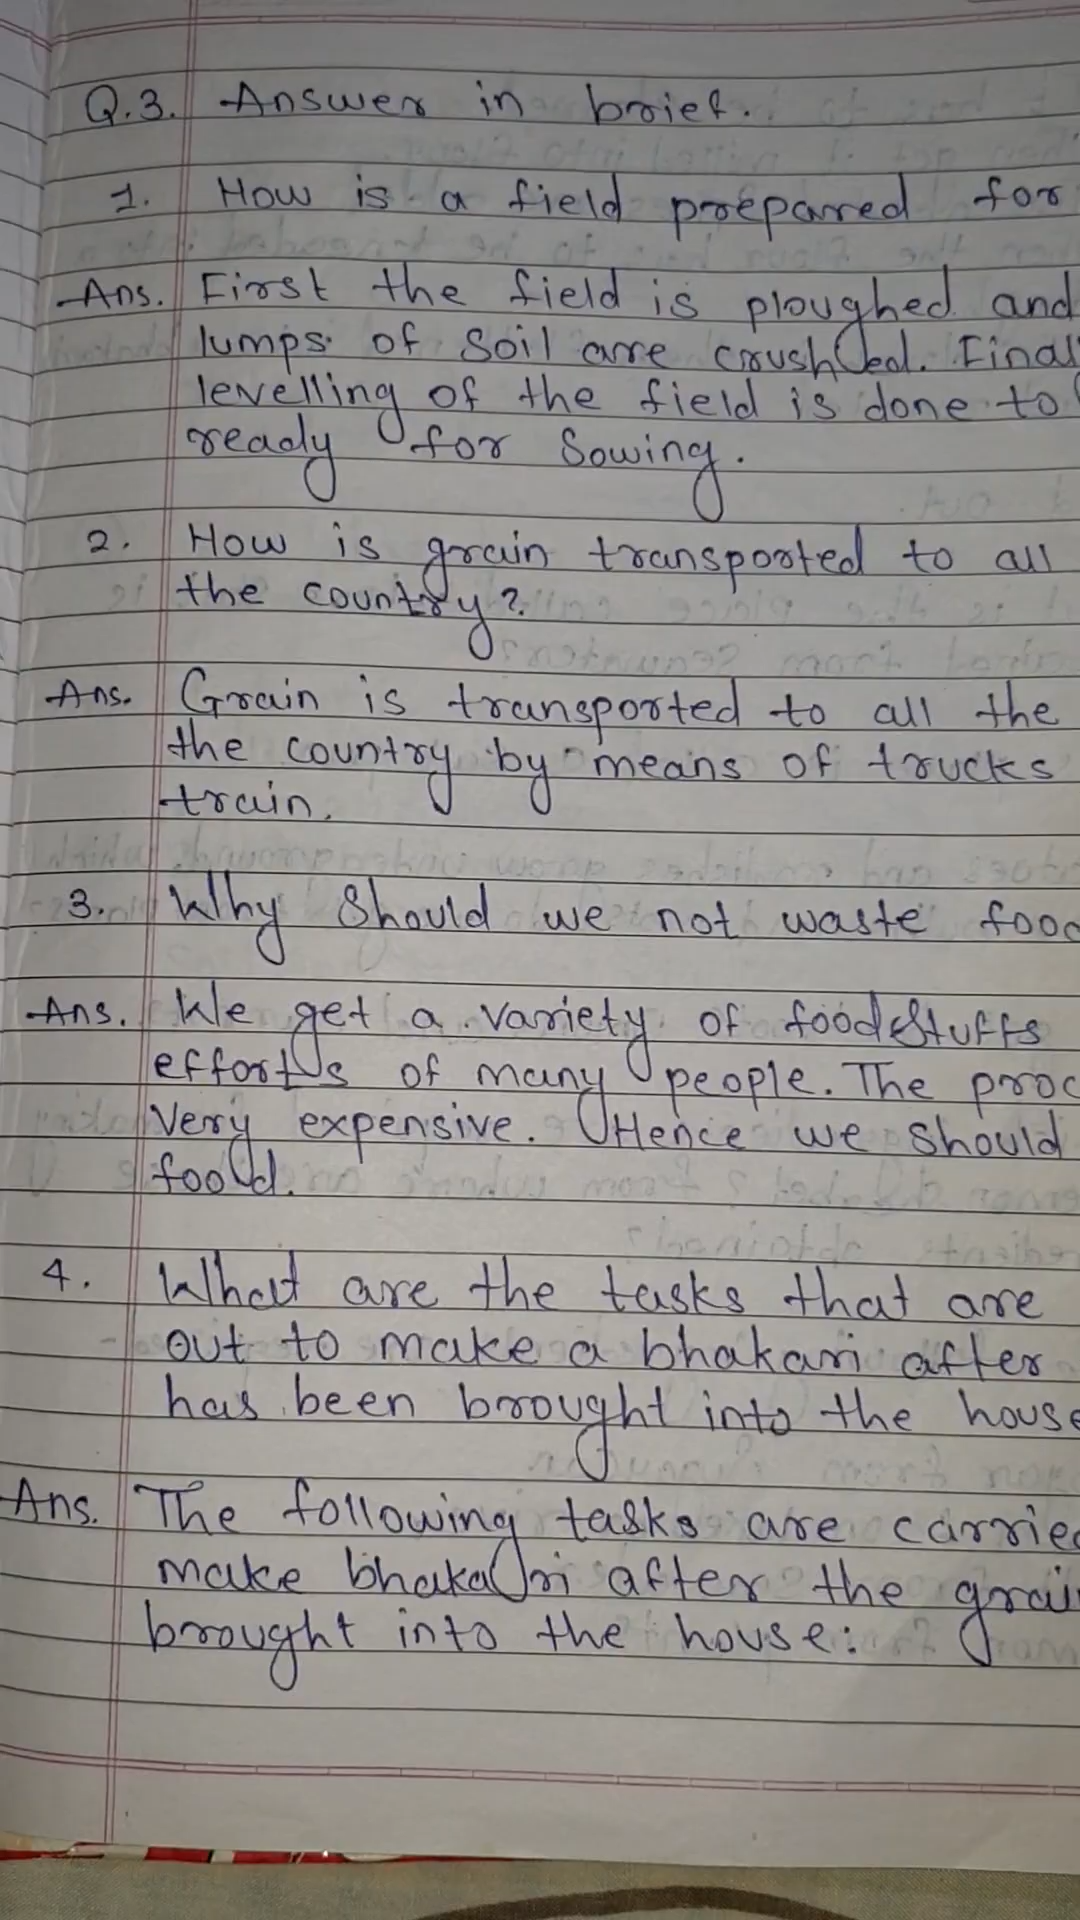 Q.3. Answer in brief.
1. How is a field prepared for
Ans. First the field is ploughed and
lumps of soil are crushed. Final
levelling of the field is done to
ready for sowing.
2. How is grain transported to all
the country?
Ans. Grain is transported to all the
the country by means of trucks
train.
3. Why should we not waste food
Ans. We get a variety of foodstuffs
efforts of many people. The proc
very expensive. Hence we should
food.
4. What are the tasks that are
out to make a bhakari after
has been brought into the house
Ans. The following tasks are carried
make bhakari after the grain
brought into the house: